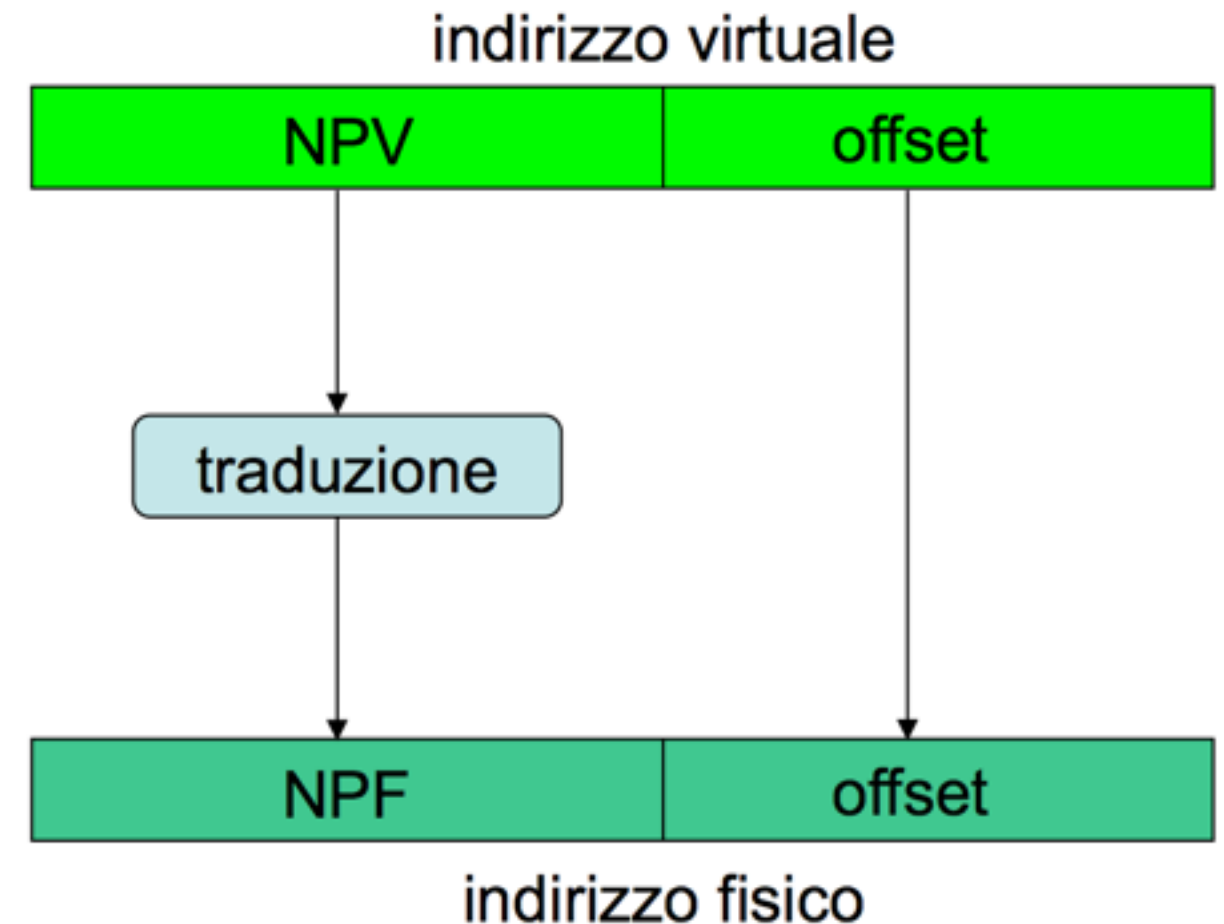 indirizzo virtuale
NPV offset
traduzione
NPF offset
indirizzo fisico